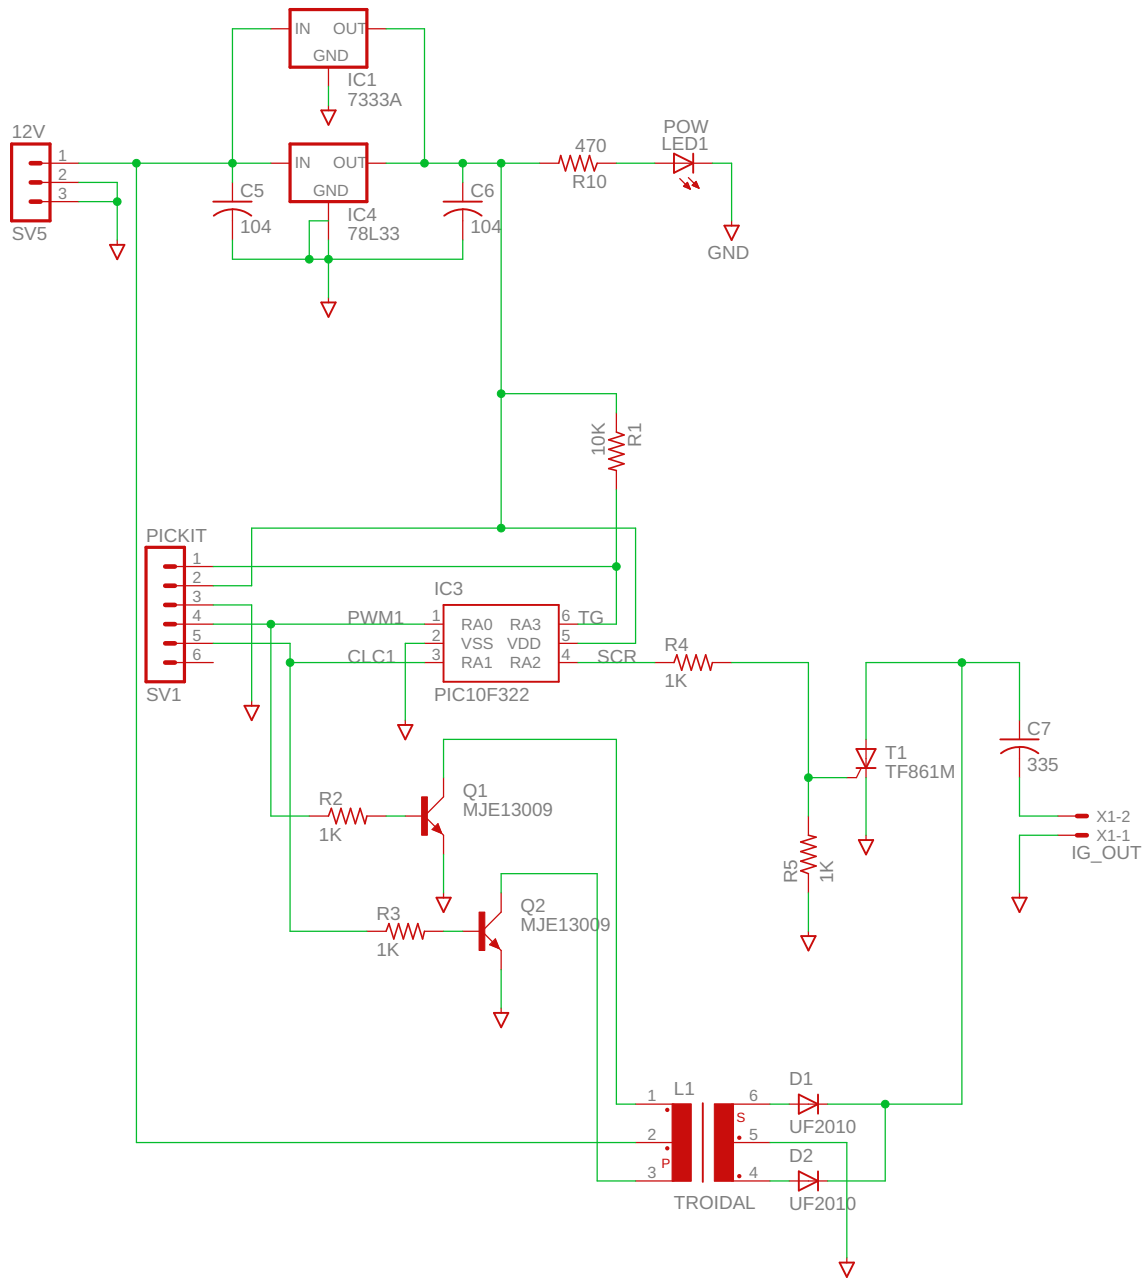 IN OUT
GND
IC1
7333A
12V
1
2
3
SV5
IN OUT
GND
IC4
78L33
C5
104
C6
104
470
R10
POW
LED1
GND
10K
R1
PICKIT
1
2
3
4
5
6
SV1
IC3
PWM1
CLC1
1
2
3
RA0 RA3
VSS VDD
RA1 RA2
6
5
4
TG
SCR
PIC10F322
R4
1K
T1
TF861M
C7
335
X1-2
X1-1
IG_OUT
R5
1K
R2
1K
Q1
MJE13009
R3
1K
Q2
MJE13009
L1
1
2
3
P
S
6
5
4
TROIDAL
D1
UF2010
D2
UF2010